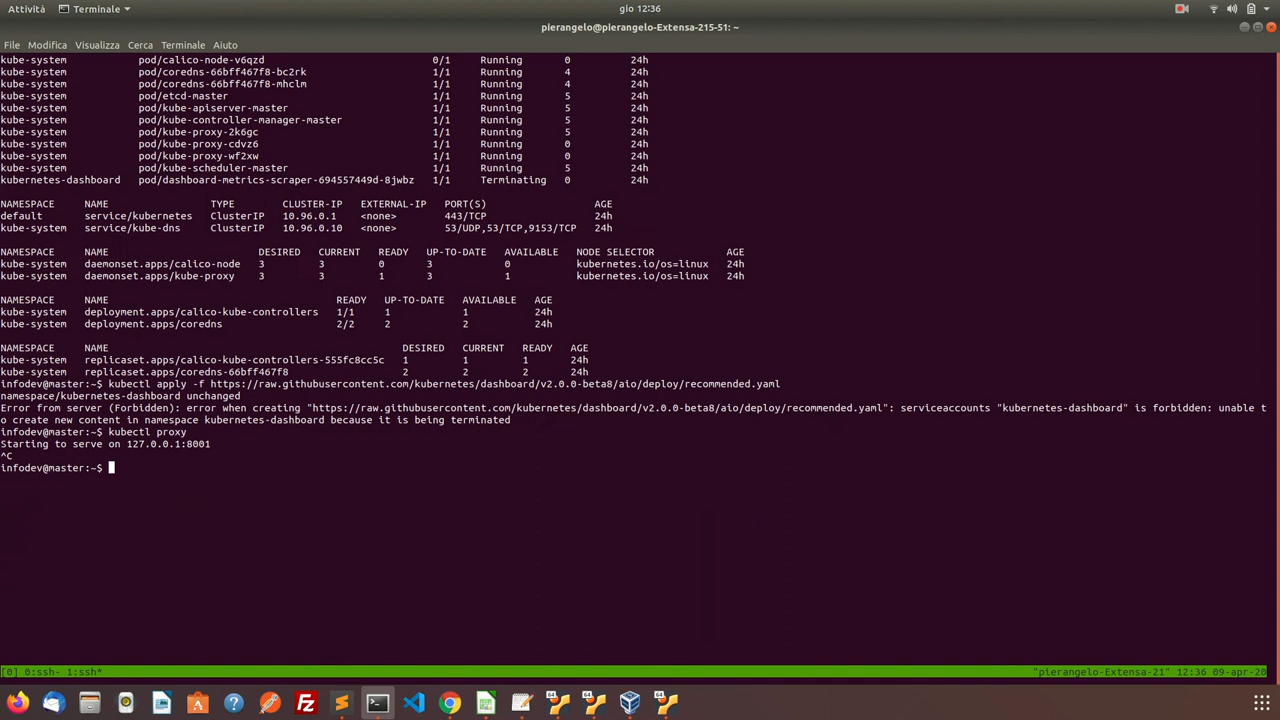 Attività Terminale gio 12:36
pierangelo@pierangelo-Extensa-215-51: ~
File Modifica Visualizza Cerca Terminale Aiuto
kube-system pod/calico-node-v6qzd 0/1 Running 0 24h
kube-system pod/coredns-66bff467f8-bc2rk 1/1 Running 4 24h
kube-system pod/coredns-66bff467f8-mhclm 1/1 Running 4 24h
kube-system pod/etcd-master 1/1 Running 5 24h
kube-system pod/kube-apiserver-master 1/1 Running 5 24h
kube-system pod/kube-controller-manager-master 1/1 Running 5 24h
kube-system pod/kube-proxy-2k6gc 1/1 Running 5 24h
kube-system pod/kube-proxy-cdvz6 1/1 Running 0 24h
kube-system pod/kube-proxy-wf2xw 1/1 Running 0 24h
kube-system pod/kube-scheduler-master 1/1 Running 5 24h
kubernetes-dashboard pod/dashboard-metrics-scraper-694557449d-8jwbz 1/1 Terminating 0 24h
NAMESPACE NAME TYPE CLUSTER-IP EXTERNAL-IP PORT(S) AGE
default service/kubernetes ClusterIP 10.96.0.1 <none> 443/TCP 24h
kube-system service/kube-dns ClusterIP 10.96.0.10 <none> 53/UDP,53/TCP,9153/TCP 24h
NAMESPACE NAME DESIRED CURRENT READY UP-TO-DATE AVAILABLE NODE SELECTOR AGE
kube-system daemonset.apps/calico-node 3 3 0 3 0 kubernetes.io/os=linux 24h
kube-system daemonset.apps/kube-proxy 3 3 1 3 1 kubernetes.io/os=linux 24h
NAMESPACE NAME READY UP-TO-DATE AVAILABLE AGE
kube-system deployment.apps/calico-kube-controllers 1/1 1 1 24h
kube-system deployment.apps/coredns 2/2 2 2 24h
NAMESPACE NAME DESIRED CURRENT READY AGE
kube-system replicaset.apps/calico-kube-controllers-555fc8cc5c 1 1 1 24h
kube-system replicaset.apps/coredns-66bff467f8 2 2 2 24h
infodev@master:~$ kubectl apply -f https://raw.githubusercontent.com/kubernetes/dashboard/v2.0.0-beta8/aio/deploy/recommended.yaml
namespace/kubernetes-dashboard unchanged
Error from server (Forbidden): error when creating "https://raw.githubusercontent.com/kubernetes/dashboard/v2.0.0-beta8/aio/deploy/recommended.yaml": serviceaccounts "kubernetes-dashboard" is forbidden: unable t
o create new content in namespace kubernetes-dashboard because it is being terminated
infodev@master:~$ kubectl proxy
Starting to serve on 127.0.0.1:8001
^C
infodev@master:~$
[0] 0:ssh- 1:ssh* "pierangelo-Extensa-21" 12:36 09-apr-20